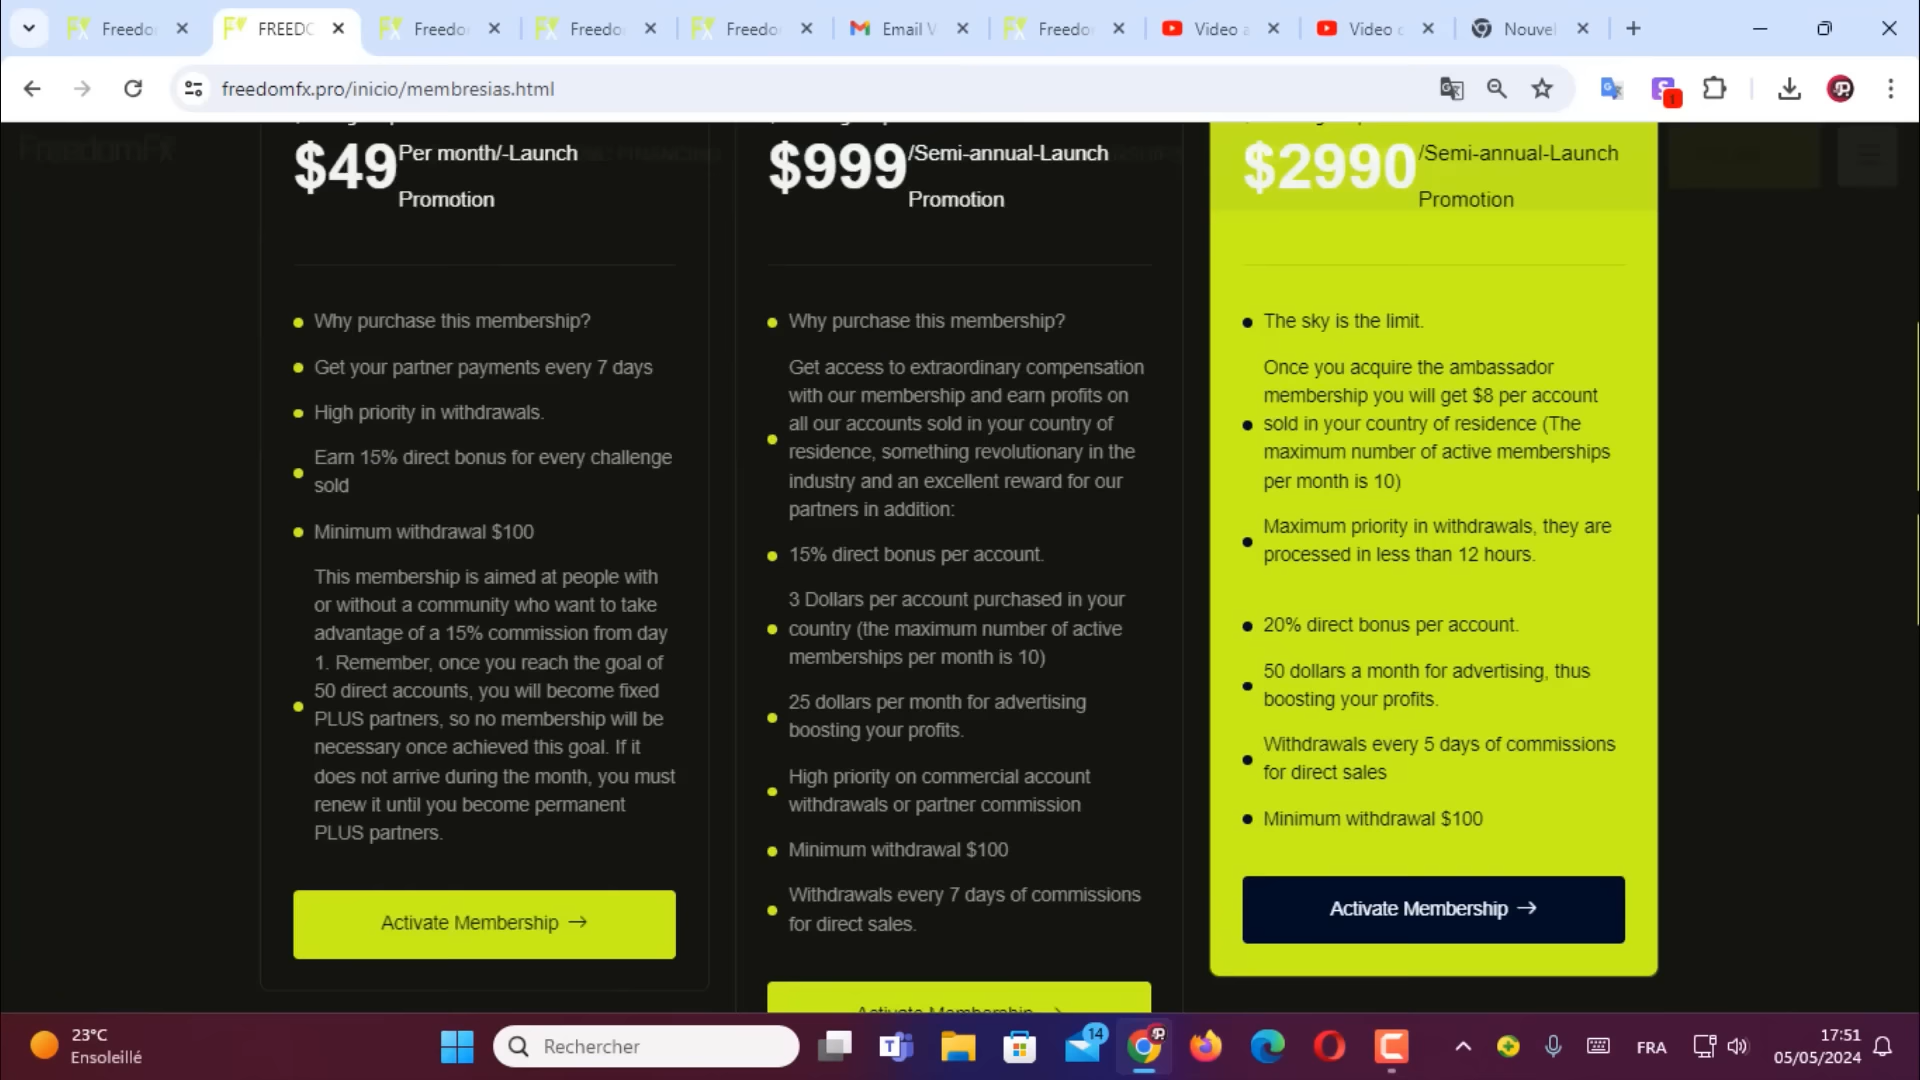 Freedo
FREEDO
Freedo
Freedo
Freedo
Email V
Freedo
Video a
Video c
Nouvel
freedomfx.pro/inicio/membresias.html
1
FreedomFx
$49 Per month/-Launch
Promotion
Why purchase this membership?
Get your partner payments every 7 days
High priority in withdrawals.
Earn 15% direct bonus for every challenge
sold
Minimum withdrawal $100
This membership is aimed at people with
or without a community who want to take
advantage of a 15% commission from day
1. Remember, once you reach the goal of
50 direct accounts, you will become fixed
PLUS partners, so no membership will be
necessary once achieved this goal. If it
does not arrive during the month, you must
renew it until you become permanent
PLUS partners.
Activate Membership →
$999 /Semi-annual-Launch
Promotion
Why purchase this membership?
Get access to extraordinary compensation
with our membership and earn profits on
all our accounts sold in your country of
residence, something revolutionary in the
industry and an excellent reward for our
partners in addition:
15% direct bonus per account.
3 Dollars per account purchased in your
country (the maximum number of active
memberships per month is 10)
25 dollars per month for advertising
boosting your profits.
High priority on commercial account
withdrawals or partner commission
Minimum withdrawal $100
Withdrawals every 7 days of commissions
for direct sales.
Activate Membership
$2990 /Semi-annual-Launch
Promotion
The sky is the limit.
Once you acquire the ambassador
membership you will get $8 per account
sold in your country of residence (The
maximum number of active memberships
per month is 10)
Maximum priority in withdrawals, they are
processed in less than 12 hours.
20% direct bonus per account.
50 dollars a month for advertising, thus
boosting your profits.
Withdrawals every 5 days of commissions
for direct sales
Minimum withdrawal $100
Activate Membership →
23°C
Ensoleillé
Rechercher
14
FRA
17:51
05/05/2024